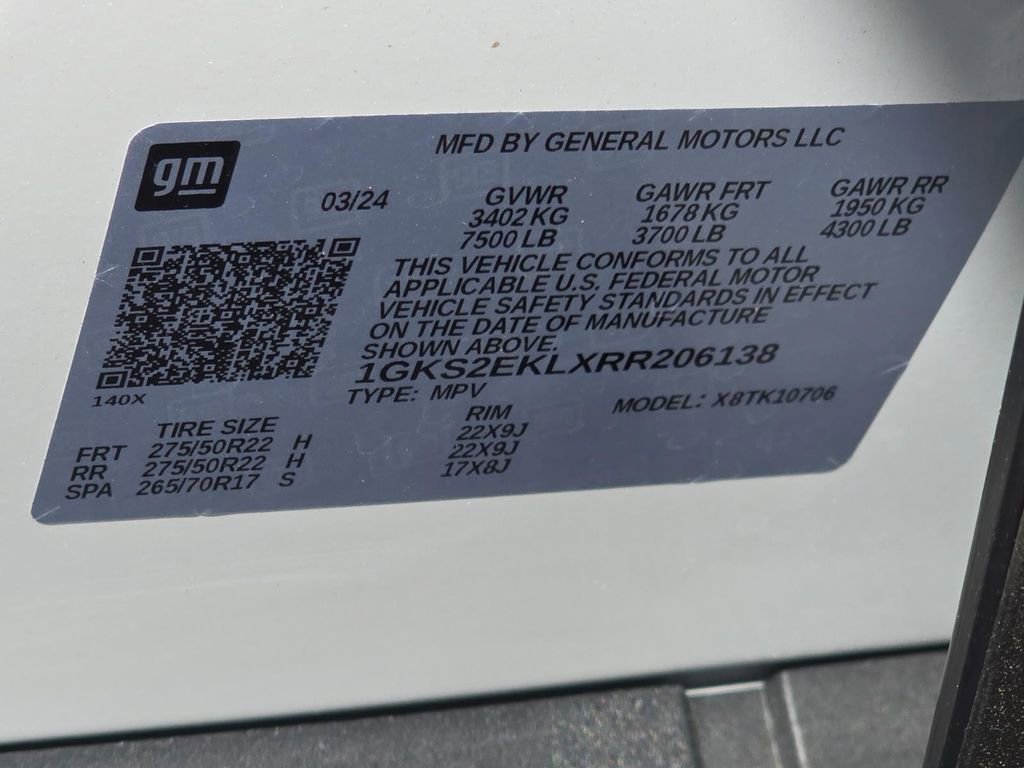 gm
MFD BY GENERAL MOTORS LLC
03/24
GVWR
3402 KG
7500 LB
GAWR FRT
1678 KG
3700 LB
GAWR RR
1950 KG
4300 LB
THIS VEHICLE CONFORMS TO ALL
APPLICABLE U.S. FEDERAL MOTOR
VEHICLE SAFETY STANDARDS IN EFFECT
ON THE DATE OF MANUFACTURE
SHOWN ABOVE.
1GKS2EKLXRR206138
TYPE: MPV
MODEL: X8TK10706
140X
TIRE SIZE RIM
FRT 275/50R22 H 22X9J
RR 275/50R22 H 22X9J
SPA 265/70R17 S 17X8J